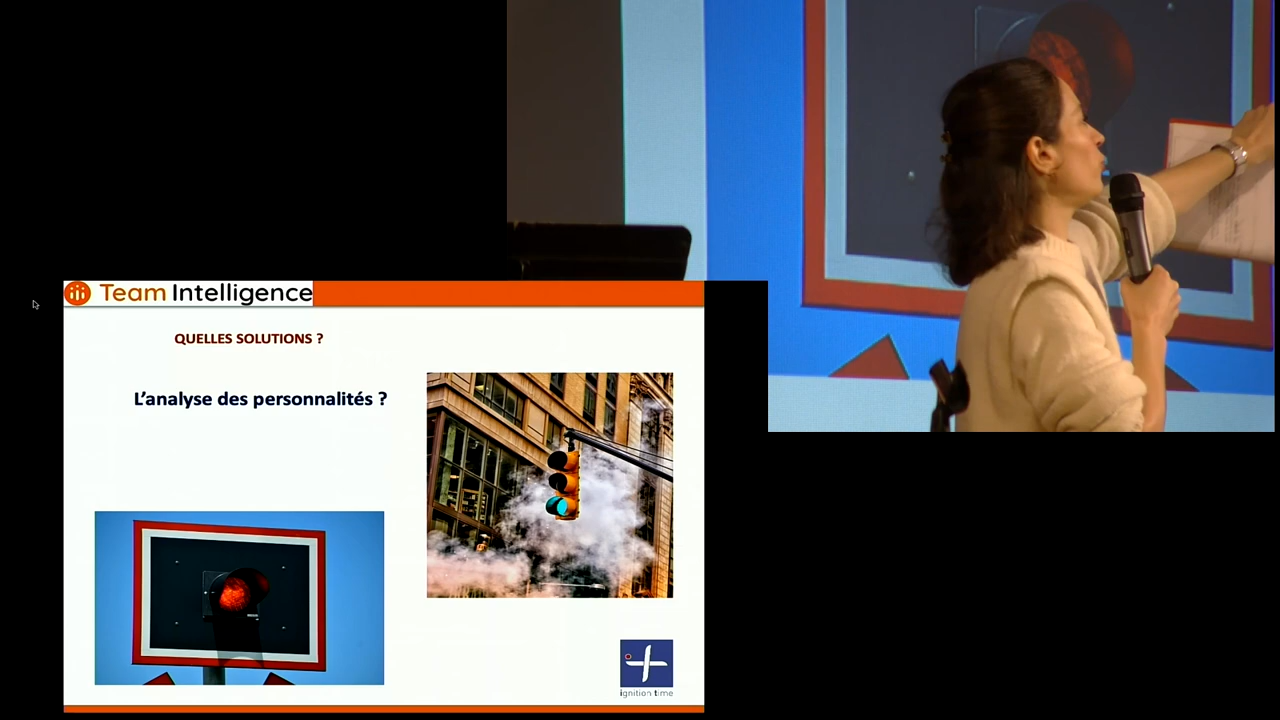 Team Intelligence
QUELLES SOLUTIONS ?
L'analyse des personnalités ?
ignition time